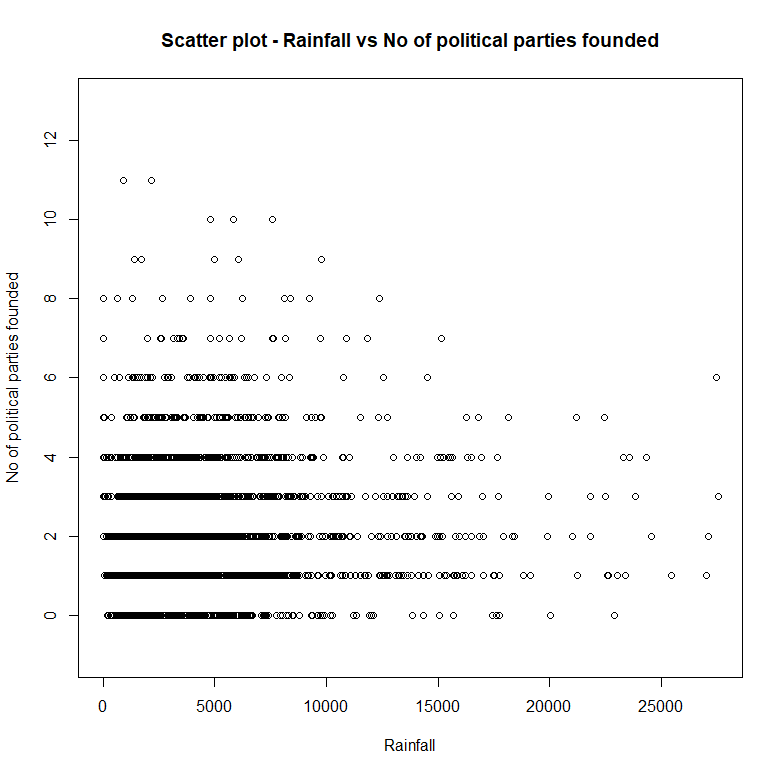 Scatter plot - Rainfall vs No of political parties founded
No of political parties founded
12
10
8
6
4
2
0
0 5000 10000 15000 20000 25000
Rainfall